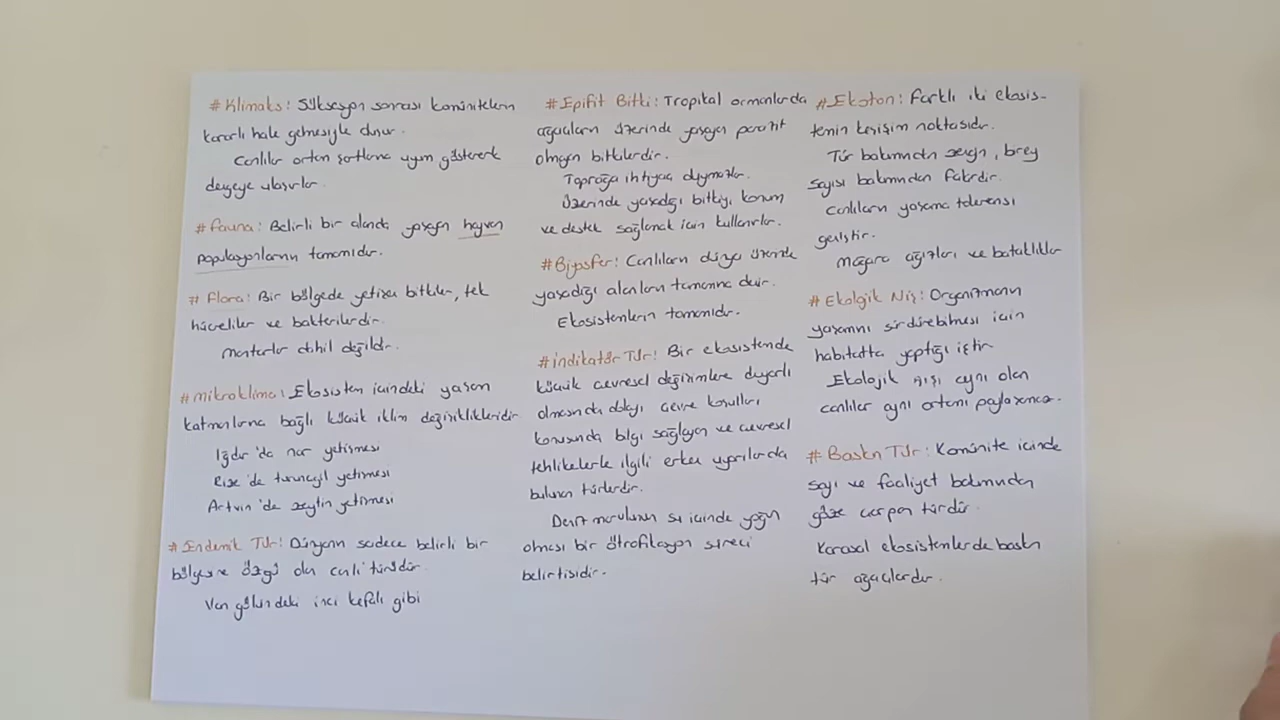 # Klimaks: Süksesyon sonrası komünitelerin
kararlı hale gelmesiyle oluşur.
Canlılar ortam şartlarına uyum göstererek
dengeye ulaşırlar.
# Fauna: Belirli bir alanda yaşayan hayvan
populasyonlarının tamamıdır.
# Flora: Bir bölgede yetişen bitkiler, tek
hücreliler ve bakterilerdir.
mantarlar dahil değildir.
# mikroklima: Ekosistem içindeki yaşam
katmanlarına bağlı küçük iklim değişiklikleridir
Iğdır'da nar yetişmesi
Rize'de turunçgil yetişmesi
Artvin'de zeytin yetişmesi
# Endemik Tür: Dünyanın sadece belirli bir
bölgesine özgü olan canlı türüdür.
Van gölündeki inci kefali gibi
# Epifit Bitki: Tropikal ormanlarda
ağaçların üzerinde yaşayan parazit
olmayan bitkilerdir.
Toprağa ihtiyaç duymazlar.
üzerinde yaşadığı bitkiyi, konum
ve destek sağlamak için kullanırlar.
# Biyosfer: Canlıların dünya üzerinde
yaşadığı alanların tamamına denir.
Ekosistemlerin tamamıdır.
# indikatör Tür: Bir ekosistemde
küçük çevresel değişimlere duyarlı
olmasından dolayı çevre koşulları
konusunda bilgi sağlayan ve çevresel
tehlikelerle ilgili erken uyarılarda
bulunan türlerdir.
Deniz marulunun su içinde yoğun
olması bir ötrofikasyon süreci
belirtisidir.
# Ekoton: Farklı iki ekosis-
temin kesişim noktasıdır.
Tür bakımından zengin, birey
sayısı bakımından fakirdir.
Canlıların yaşama toleransı
geniştir.
Mağara ağızları ve bataklıklar
# Ekolojik Niş: Organizmanın
yaşamını sürdürebilmesi için
habitatta yaptığı iştir
Ekolojik nişi aynı olan
canlılar aynı ortamı paylaşamaz.
# Baskın Tür: Komünite içinde
sayı ve faaliyet bakımından
göze çarpan türdür.
Karasal ekosistemlerde baskın
tür ağaçlardır.